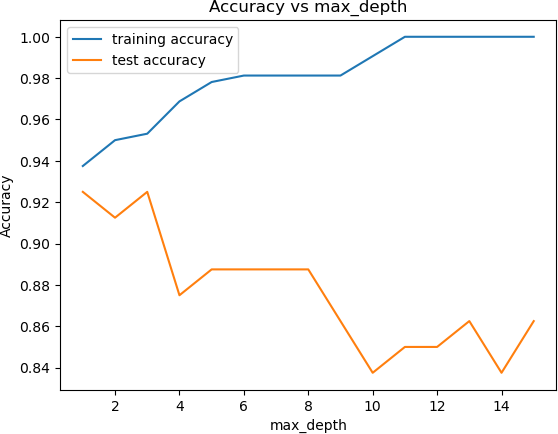 Accuracy vs max_depth
training accuracy
test accuracy
1.00
0.98
0.96
0.94
0.92
0.90
0.88
0.86
0.84
Accuracy
2 4 6 8 10 12 14
max_depth